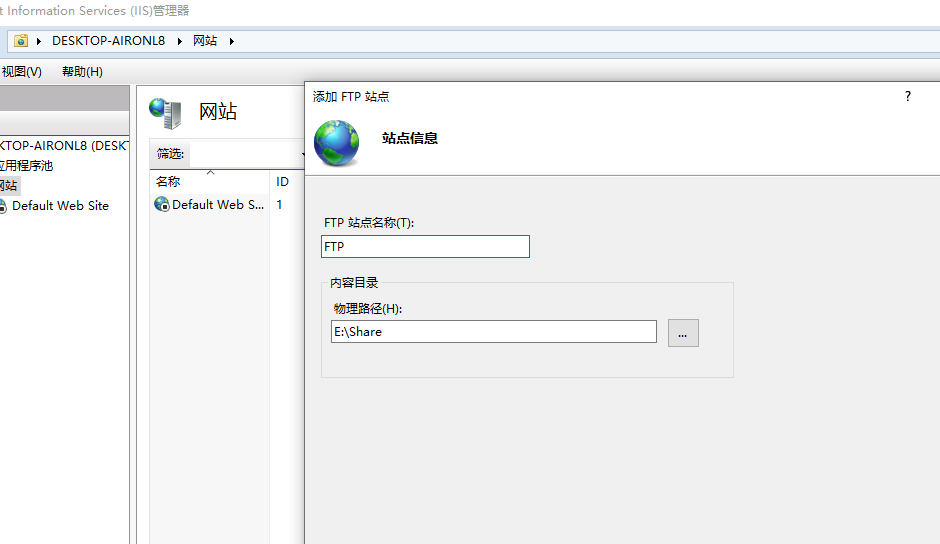 t Information Services (IIS)管理器
DESKTOP-AIRONL8 网站
视图(V) 帮助(H)
添加 FTP 站点 ?
网站
站点信息
KTOP-AIRONL8 (DESKT
筛选:
应用程序池
网站
名称 ID
Default Web Site
Default Web S... 1
FTP 站点名称(T):
FTP
内容目录
物理路径(H):
E:\Share
...